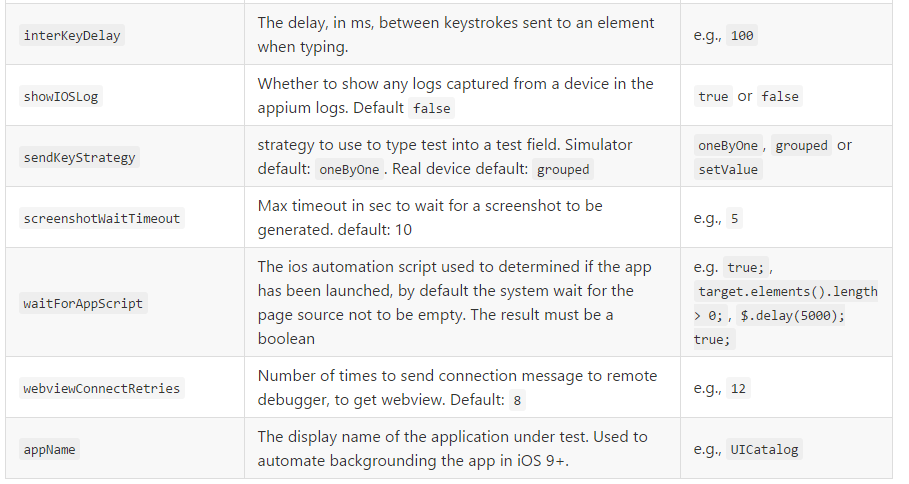 interKeyDelay
The delay, in ms, between keystrokes sent to an element
when typing.
e.g., 100
showIOSLog
Whether to show any logs captured from a device in the
appium logs. Default false
true or false
sendKeyStrategy
strategy to use to type test into a test field. Simulator
default: oneByOne. Real device default: grouped
oneByOne, grouped or
setValue
screenshotWaitTimeout
Max timeout in sec to wait for a screenshot to be
generated. default: 10
e.g., 5
waitForAppScript
The ios automation script used to determined if the app
has been launched, by default the system wait for the
page source not to be empty. The result must be a
boolean
e.g. true;,
target.elements().length
> 0;, $.delay(5000);
true;
webviewConnectRetries
Number of times to send connection message to remote
debugger, to get webview. Default: 8
e.g., 12
appName
The display name of the application under test. Used to
automate backgrounding the app in iOS 9+.
e.g., UICatalog